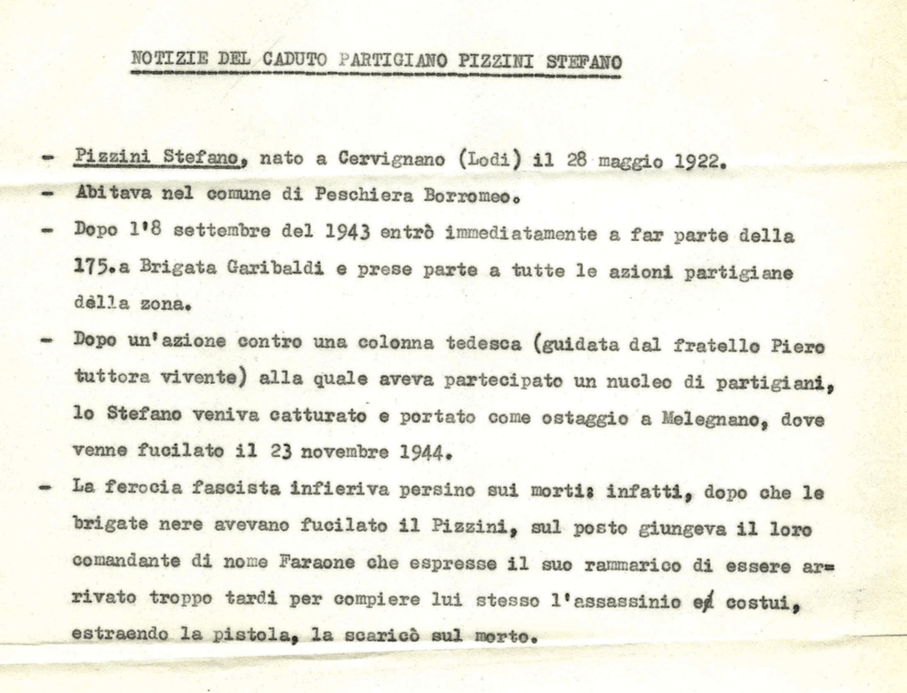 NOTIZIE DEL CADUTO PARTIGIANO PIZZINI STEFANO
- Pizzini Stefano, nato a Cervignano (Lodi) il 28 maggio 1922.
- Abitava nel comune di Peschiera Borromeo.
- Dopo l'8 settembre del 1943 entrò immediatamente a far parte della
175.a Brigata Garibaldi e prese parte a tutte le azioni partigiane
dèlla zona.
- Dopo un'azione contro una colonna tedesca (guidata dal fratello Piero
tuttora vivente) alla quale aveva partecipato un nucleo di partigiani,
lo Stefano veniva catturato e portato come ostaggio a Melegnano, dove
venne fucilato il 23 novembre 1944.
- La ferocia fascista infieriva persino sui morti: infatti, dopo che le
brigate nere avevano fucilato il Pizzini, sul posto giungeva il loro
comandante di nome Faraone che espresse il suo rammarico di essere ar=
rivato troppo tardi per compiere lui stesso l'assassinio e costui,
estraendo la pistola, la scaricò sul morto.